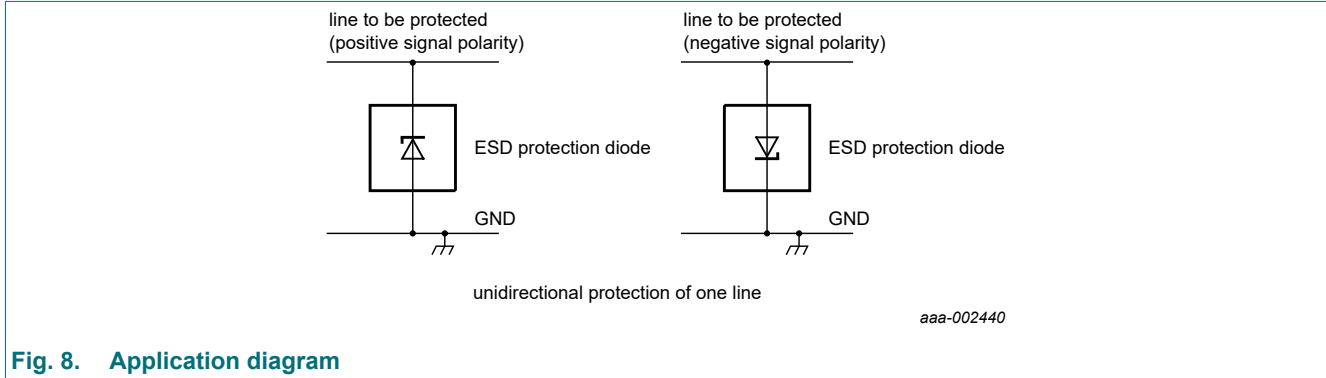 line to be protected
(positive signal polarity)
line to be protected
(negative signal polarity)
ESD protection diode
ESD protection diode
GND
GND
unidirectional protection of one line
aaa-002440
Fig. 8. Application diagram